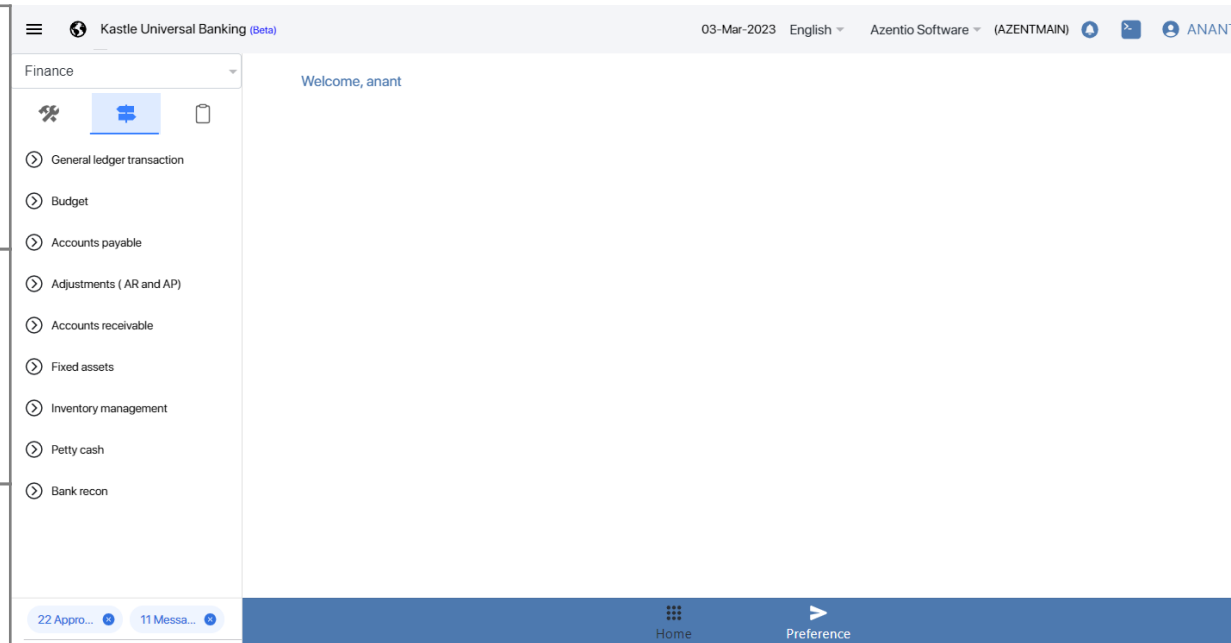 Kastle Universal Banking (Beta)
03-Mar-2023 English Azentio Software (AZENTMAIN) ANANT
Finance
Welcome, anant
General ledger transaction
Budget
Accounts payable
Adjustments ( AR and AP)
Accounts receivable
Fixed assets
Inventory management
Petty cash
Bank recon
22 Appro... 11 Messa...
Home Preference